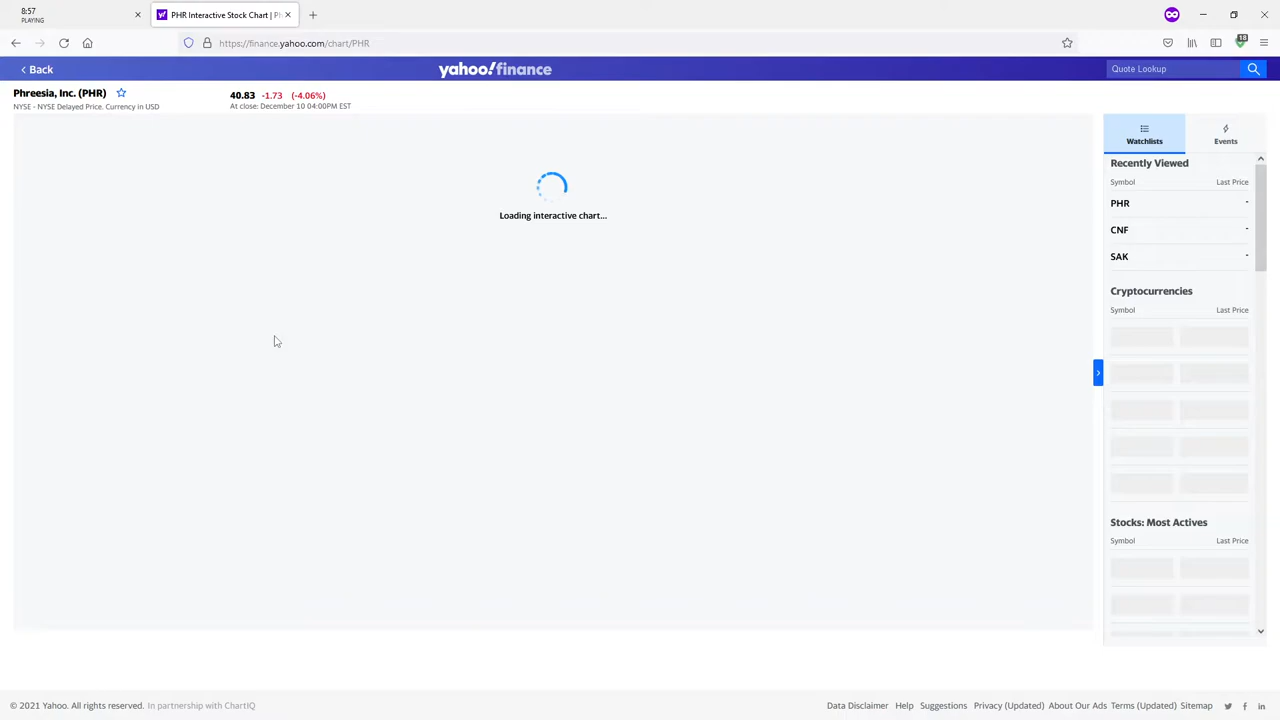 8:57
PLAYING
PHR Interactive Stock Chart | PH
https://finance.yahoo.com/chart/PHR
18
Back
yahoo!finance
Quote Lookup
Phreesia, Inc. (PHR)
40.83 -1.73 (-4.06%)
NYSE - NYSE Delayed Price. Currency in USD
At close: December 10 04:00PM EST
Watchlists
Events
Recently Viewed
Symbol Last Price
PHR -
CNF -
SAK -
Loading interactive chart...
Cryptocurrencies
Symbol Last Price
Stocks: Most Actives
Symbol Last Price
© 2021 Yahoo. All rights reserved. In partnership with ChartIQ
Data Disclaimer Help Suggestions Privacy (Updated) About Our Ads Terms (Updated) Sitemap